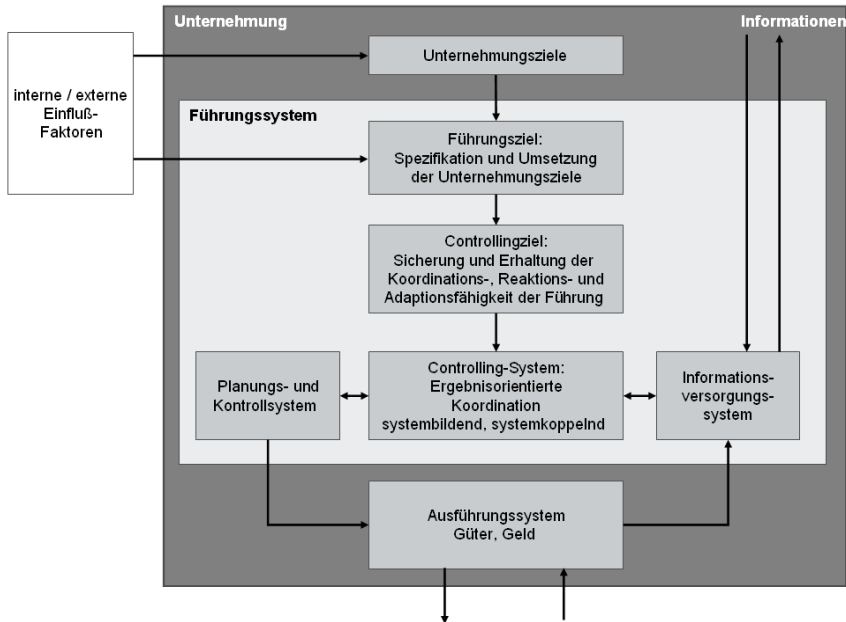 Unternehmung
Informationen
Unternehmungsziele
interne / externe
Einfluß-
Faktoren
Führungssystem
Führungsziel:
Spezifikation und Umsetzung
der Unternehmungsziele
Controllingziel:
Sicherung und Erhaltung der
Koordinations-, Reaktions- und
Adaptionsfähigkeit der Führung
Planungs- und
Kontrollsystem
Controlling-System:
Ergebnisorientierte
Koordination
systembildend, systemkoppelnd
Informations-
versorgungs-
system
Ausführungssystem
Güter, Geld